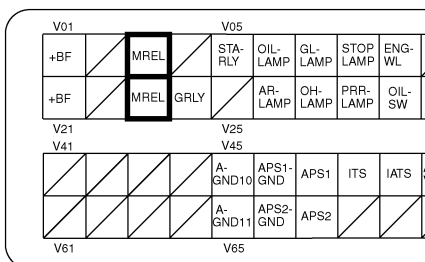 V01 V05
+BF MREL STA-RLY OIL-LAMP GL-LAMP STOP LAMP ENG-WL
+BF MREL GRLY AR-LAMP OH-LAMP PRR-LAMP OIL-SW
V21 V25
V41 V45
A-GND10 APS1-GND APS1 ITS IATS
A-GND11 APS2-GND APS2
V61 V65